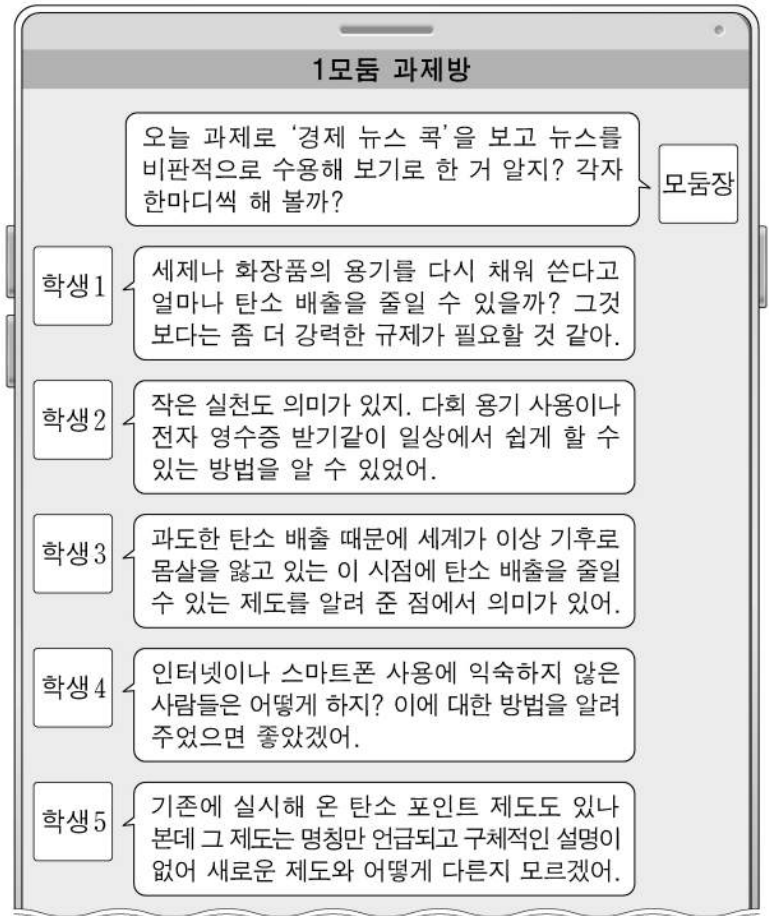 1모둠 과제방
오늘 과제로 ‘경제 뉴스 콕’을 보고 뉴스를
비판적으로 수용해 보기로 한 거 알지? 각자
한마디씩 해 볼까?
모둠장
학생1
세제나 화장품의 용기를 다시 채워 쓴다고
얼마나 탄소 배출을 줄일 수 있을까? 그것
보다는 좀 더 강력한 규제가 필요할 것 같아.
학생2
작은 실천도 의미가 있지. 다회 용기 사용이나
전자 영수증 받기같이 일상에서 쉽게 할 수
있는 방법을 알 수 있었어.
학생3
과도한 탄소 배출 때문에 세계가 이상 기후로
몸살을 앓고 있는 이 시점에 탄소 배출을 줄일
수 있는 제도를 알려 준 점에서 의미가 있어.
학생4
인터넷이나 스마트폰 사용에 익숙하지 않은
사람들은 어떻게 하지? 이에 대한 방법을 알려
주었으면 좋았겠어.
학생5
기존에 실시해 온 탄소 포인트 제도도 있나
본데 그 제도는 명칭만 언급되고 구체적인 설명이
없어 새로운 제도와 어떻게 다른지 모르겠어.